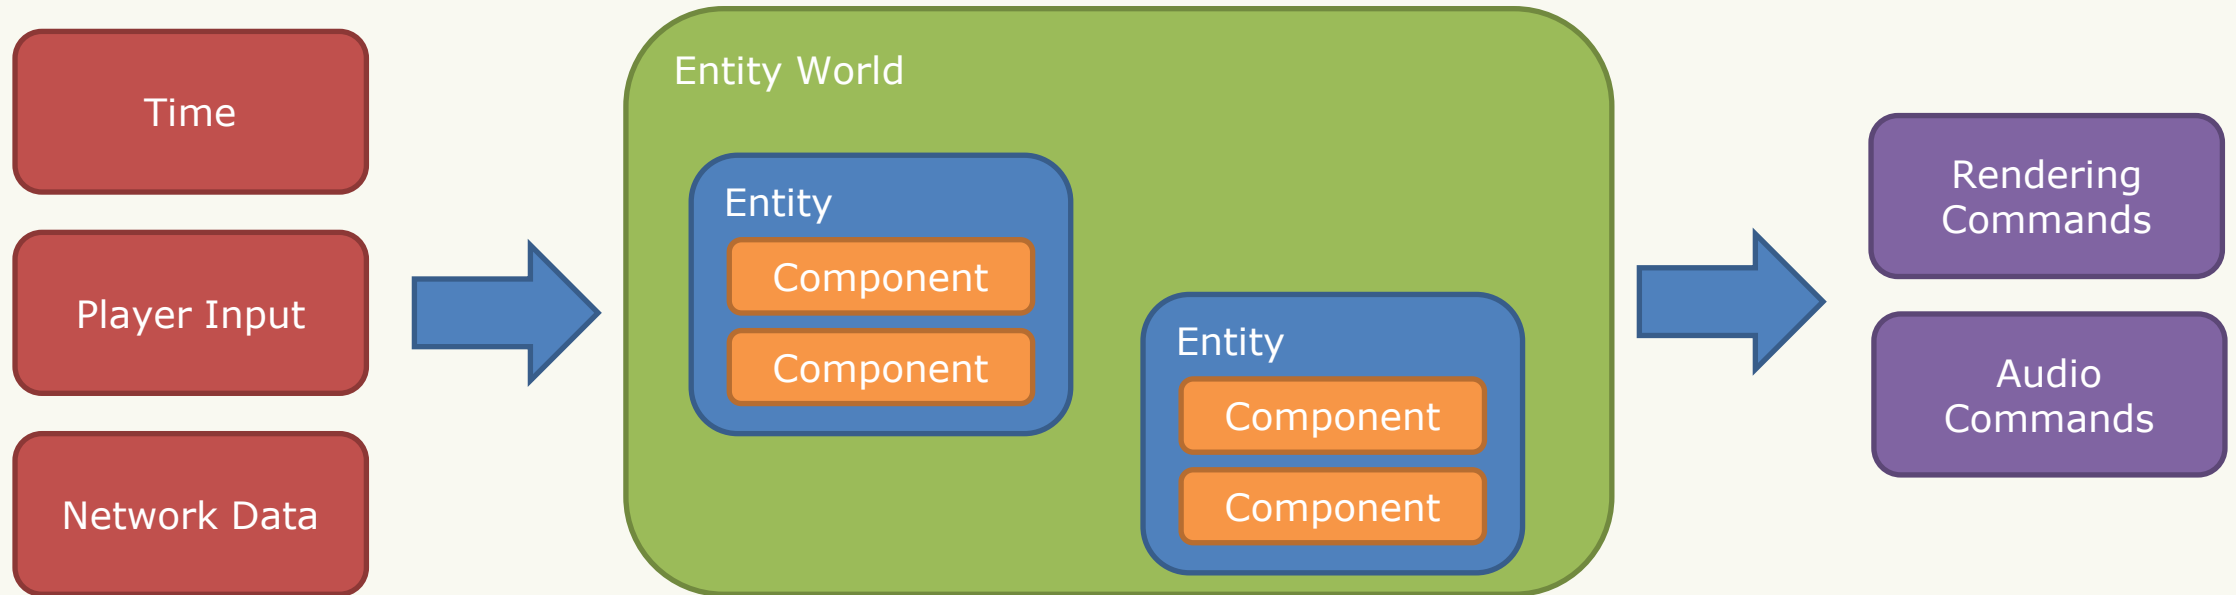 Time
Player Input
Network Data
Entity World
Entity
Component
Component
Entity
Component
Component
Rendering
Commands
Audio
Commands